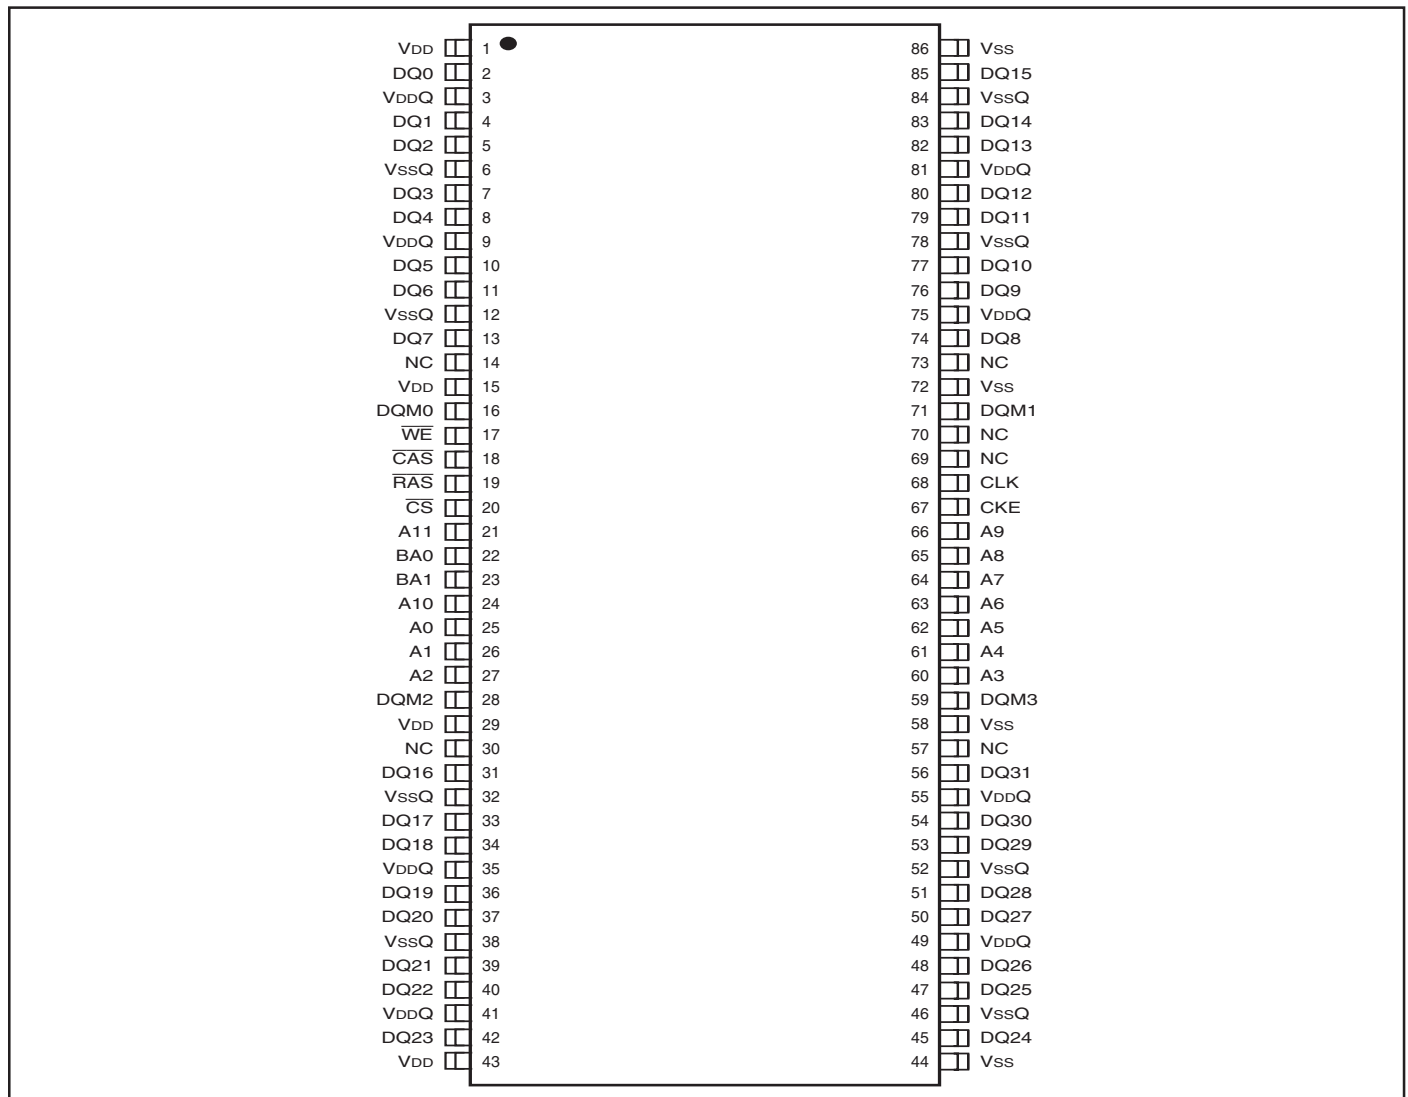 VDD 1 86 VSS
DQ0 2 85 DQ15
VDDQ 3 84 VSSQ
DQ1 4 83 DQ14
DQ2 5 82 DQ13
VSSQ 6 81 VDDQ
DQ3 7 80 DQ12
DQ4 8 79 DQ11
VDDQ 9 78 VSSQ
DQ5 10 77 DQ10
DQ6 11 76 DQ9
VSSQ 12 75 VDDQ
DQ7 13 74 DQ8
NC 14 73 NC
VDD 15 72 VSS
DQM0 16 71 DQM1
W̅E̅ 17 70 NC
C̅A̅S̅ 18 69 NC
R̅A̅S̅ 19 68 CLK
C̅S̅ 20 67 CKE
A11 21 66 A9
BA0 22 65 A8
BA1 23 64 A7
A10 24 63 A6
A0 25 62 A5
A1 26 61 A4
A2 27 60 A3
DQM2 28 59 DQM3
VDD 29 58 VSS
NC 30 57 NC
DQ16 31 56 DQ31
VSSQ 32 55 VDDQ
DQ17 33 54 DQ30
DQ18 34 53 DQ29
VDDQ 35 52 VSSQ
DQ19 36 51 DQ28
DQ20 37 50 DQ27
VSSQ 38 49 VDDQ
DQ21 39 48 DQ26
DQ22 40 47 DQ25
VDDQ 41 46 VSSQ
DQ23 42 45 DQ24
VDD 43 44 VSS